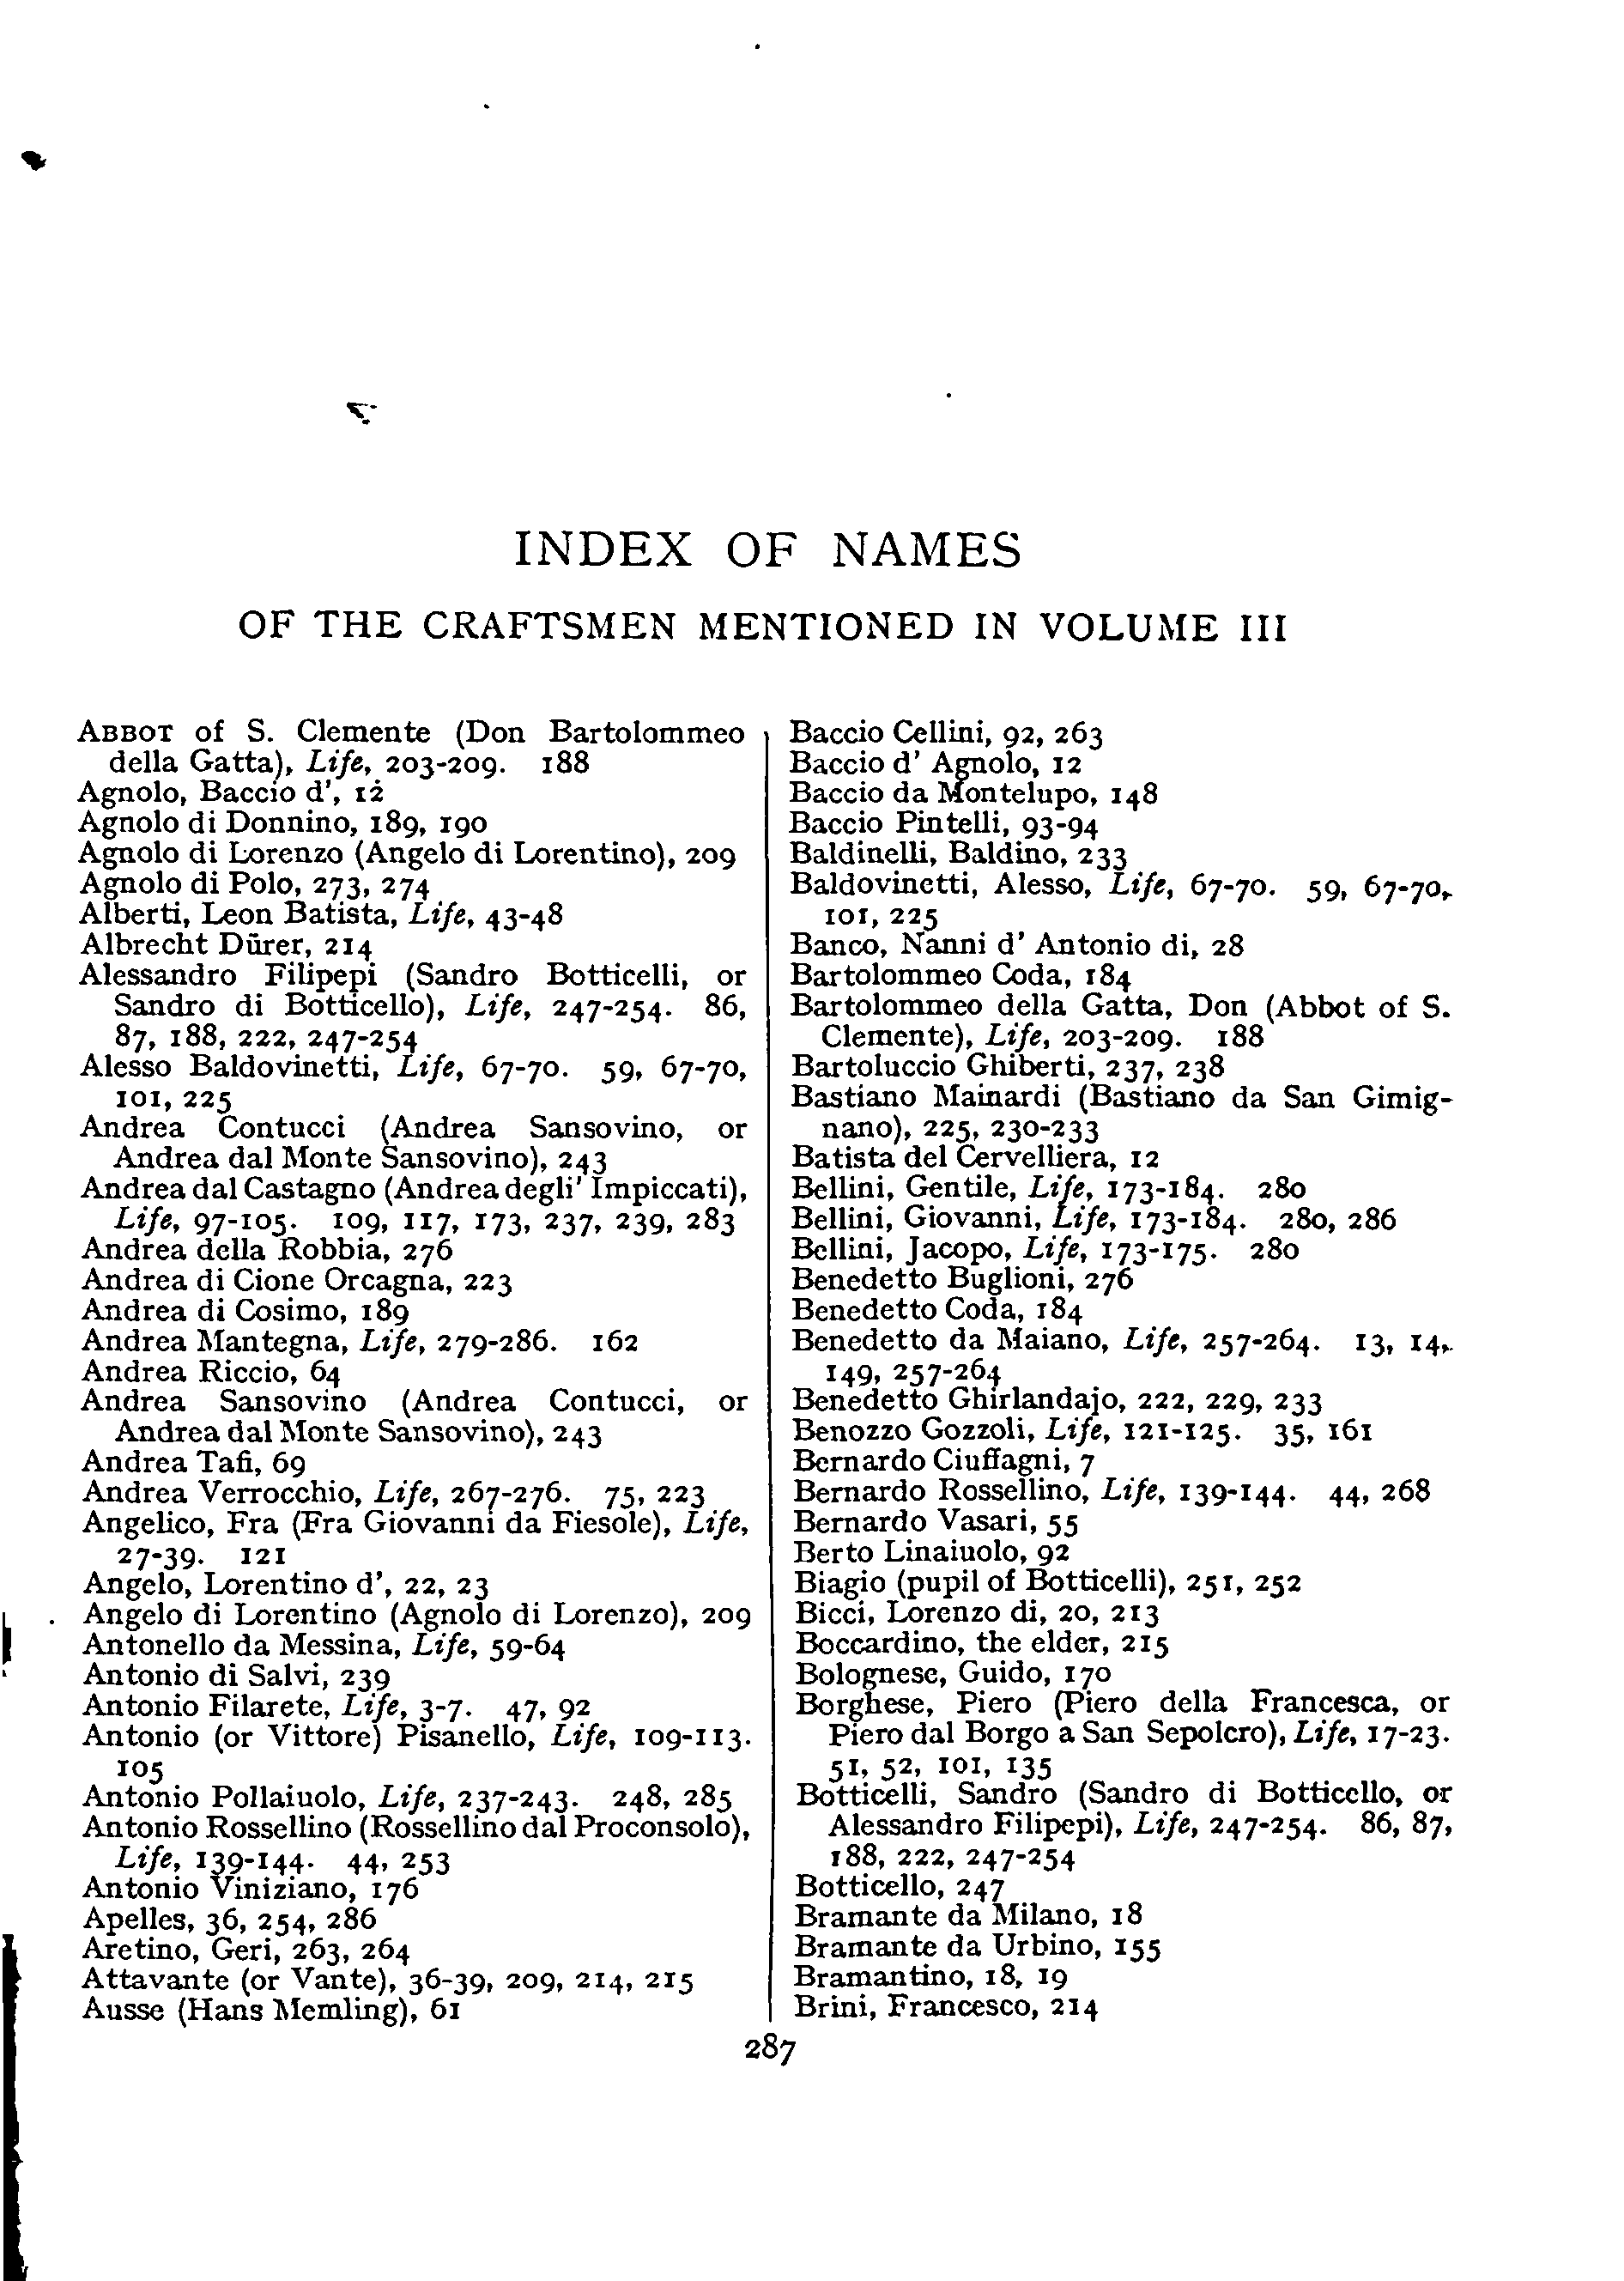 INDEX OF NAMES
OF THE CRAFTSMEN MENTIONED IN VOLUME III
ABBOT of S. Clemente (Don Bartolommeo
della Gatta), Life, 203-209. 188
Agnolo, Baccio d', 12
Agnolo di Donnino, 189, 190
Agnolo di Lorenzo (Angelo di Lorentino), 209
Agnolo di Polo, 273, 274
Alberti, Leon Batista, Life, 43-48
Albrecht Dürer, 214
Alessandro Filipepi (Sandro Botticelli, or
Sandro di Botticello), Life, 247-254. 86,
87, 188, 222, 247-254
Alesso Baldovinetti, Life, 67-70. 59, 67-70,
101, 225
Andrea Contucci (Andrea Sansovino, or
Andrea dal Monte Sansovino), 243
Andrea dal Castagno (Andrea degli' Impiccati),
Life, 97-105. 109, 117, 173, 237, 239, 283
Andrea della Robbia, 276
Andrea di Cione Orcagna, 223
Andrea di Cosimo, 189
Andrea Mantegna, Life, 279-286. 162
Andrea Riccio, 64
Andrea Sansovino (Andrea Contucci, or
Andrea dal Monte Sansovino), 243
Andrea Tafi, 69
Andrea Verrocchio, Life, 267-276. 75, 223
Angelico, Fra (Fra Giovanni da Fiesole), Life,
27-39. 121
Angelo, Lorentino d', 22, 23
Angelo di Lorentino (Agnolo di Lorenzo), 209
Antonello da Messina, Life, 59-64
Antonio di Salvi, 239
Antonio Filarete, Life, 3-7. 47, 92
Antonio (or Vittore) Pisanello, Life, 109-113.
105
Antonio Pollaiuolo, Life, 237-243. 248, 285
Antonio Rossellino (Rossellino dal Proconsolo),
Life, 139-144. 44, 253
Antonio Viniziano, 176
Apelles, 36, 254, 286
Aretino, Geri, 263, 264
Attavante (or Vante), 36-39, 209, 214, 215
Ausse (Hans Memling), 61
Baccio Cellini, 92, 263
Baccio d' Agnolo, 12
Baccio da Montelupo, 148
Baccio Pintelli, 93-94
Baldinelli, Baldino, 233
Baldovinetti, Alesso, Life, 67-70. 59, 67-70,
101, 225
Banco, Nanni d' Antonio di, 28
Bartolommeo Coda, 184
Bartolommeo della Gatta, Don (Abbot of S.
Clemente), Life, 203-209. 188
Bartoluccio Ghiberti, 237, 238
Bastiano Mainardi (Bastiano da San Gimig-
nano), 225, 230-233
Batista del Cervelliera, 12
Bellini, Gentile, Life, 173-184. 280
Bellini, Giovanni, Life, 173-184. 280, 286
Bellini, Jacopo, Life, 173-175. 280
Benedetto Buglioni, 276
Benedetto Coda, 184
Benedetto da Maiano, Life, 257-264. 13, 14,
149, 257-264
Benedetto Ghirlandajo, 222, 229, 233
Benozzo Gozzoli, Life, 121-125. 35, 161
Bernardo Ciuffagni, 7
Bernardo Rossellino, Life, 139-144. 44, 268
Bernardo Vasari, 55
Berto Linaiuolo, 92
Biagio (pupil of Botticelli), 251, 252
Bicci, Lorenzo di, 20, 213
Boccardino, the elder, 215
Bolognese, Guido, 170
Borghese, Piero (Piero della Francesca, or
Piero dal Borgo a San Sepolcro), Life, 17-23.
51, 52, 101, 135
Botticelli, Sandro (Sandro di Botticello, or
Alessandro Filipepi), Life, 247-254. 86, 87,
188, 222, 247-254
Botticello, 247
Bramante da Milano, 18
Bramante da Urbino, 155
Bramantino, 18, 19
Brini, Francesco, 214
287